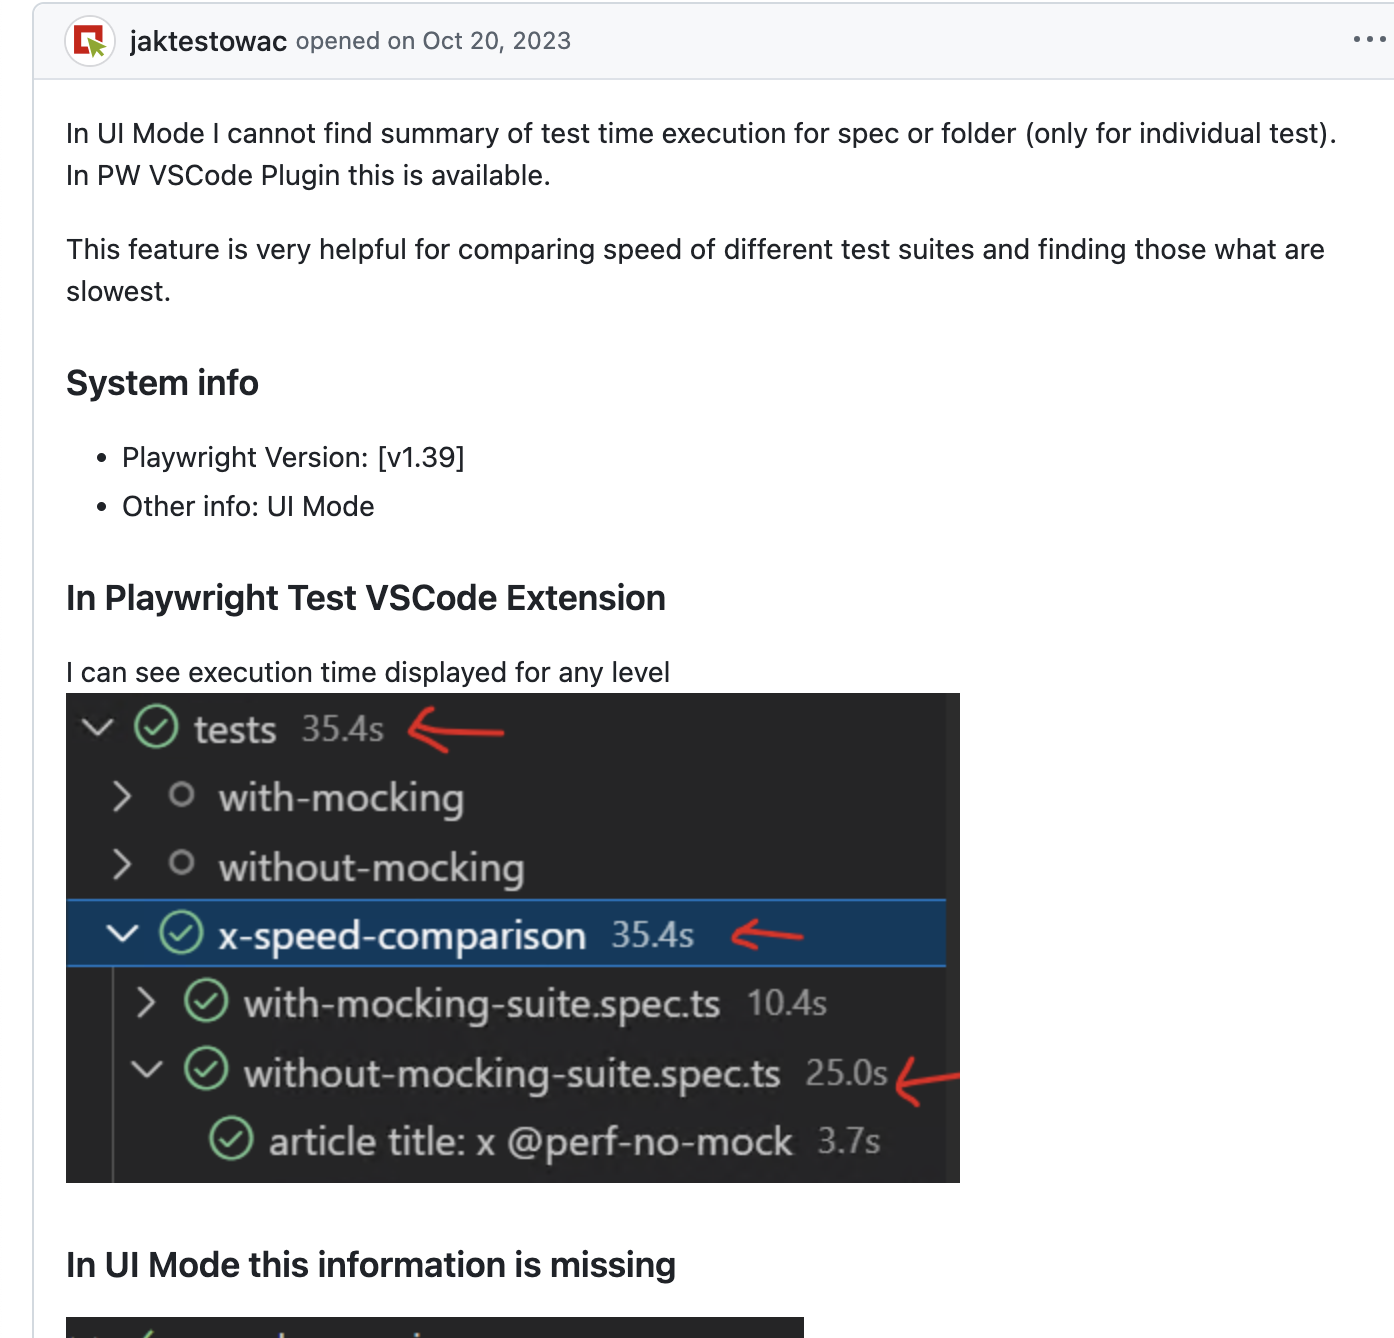 jaktestowac opened on Oct 20, 2023
In UI Mode I cannot find summary of test time execution for spec or folder (only for individual test).
In PW VSCode Plugin this is available.
This feature is very helpful for comparing speed of different test suites and finding those what are
slowest.
System info
• Playwright Version: [v1.39]
• Other info: UI Mode
In Playwright Test VSCode Extension
I can see execution time displayed for any level
tests 35.4s
with-mocking
without-mocking
x-speed-comparison 35.4s
with-mocking-suite.spec.ts 10.4s
without-mocking-suite.spec.ts 25.0s
article title: x @perf-no-mock 3.7s
In UI Mode this information is missing